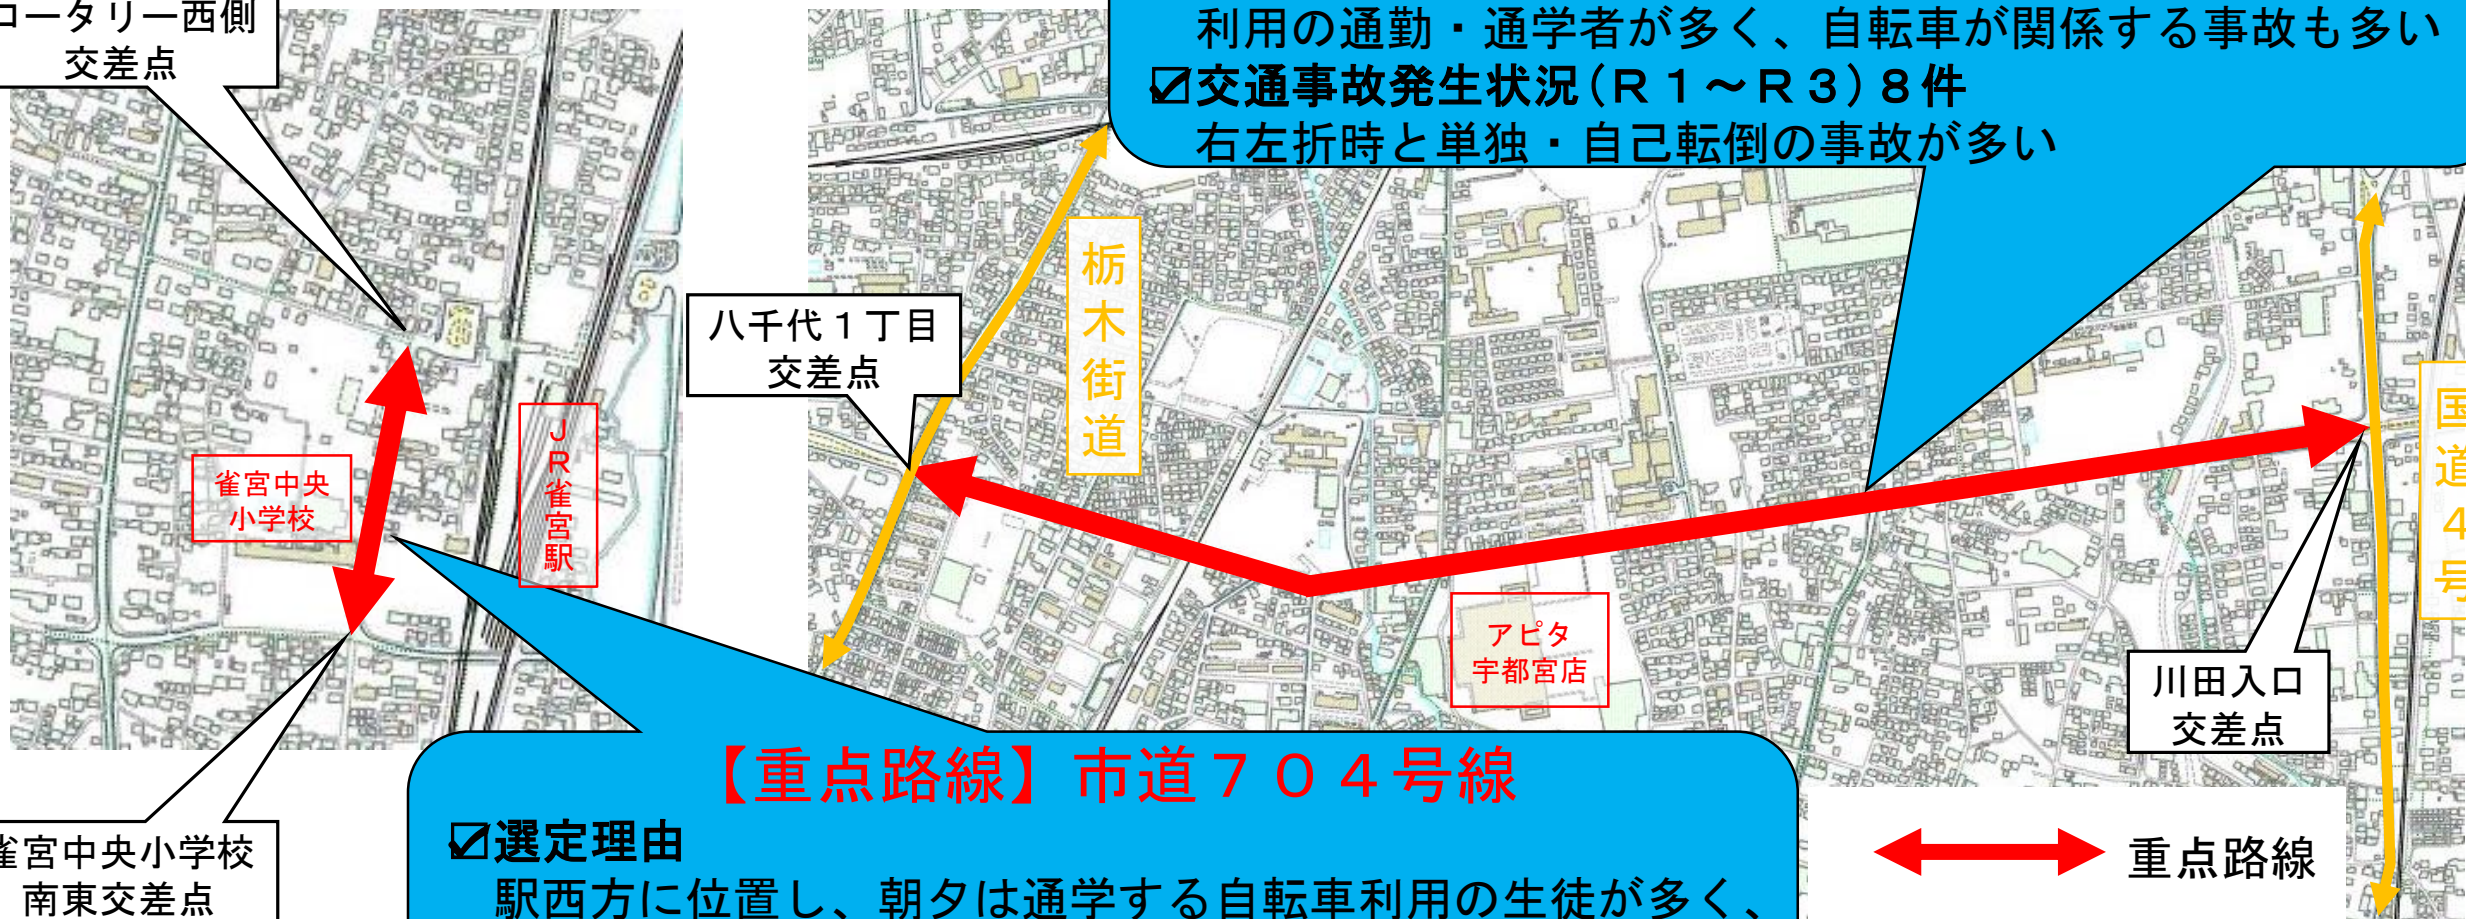 ロータリー西側
交差点
利用の通勤・通学者が多く、自転車が関係する事故も多い
☑交通事故発生状況(Ｒ１～Ｒ３)８件
右左折時と単独・自己転倒の事故が多い
栃木街道
八千代１丁目
交差点
国道４号
ＪＲ雀宮駅
雀宮中央
小学校
アピタ
宇都宮店
川田入口
交差点
【重点路線】市道７０４号線
☑選定理由
駅西方に位置し、朝夕は通学する自転車利用の生徒が多く、
雀宮中央小学校
南東交差点
重点路線